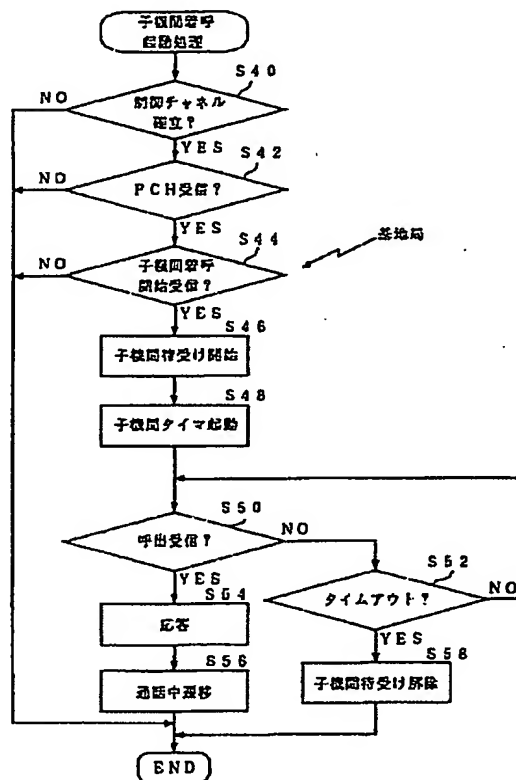 子機間着呼
起動処理
S40
NO
制御チャネル
確立?
YES
S42
NO
PCH受信?
YES
S44
NO
子機間着呼
開始受信?
基地局
YES
S46
子機間待受け開始
S48
子機間タイマ起動
S50
呼出受信?
NO
YES
S52
タイムアウト?
NO
YES
S54
応答
S56
通話中遷移
S58
子機間待受け解除
END